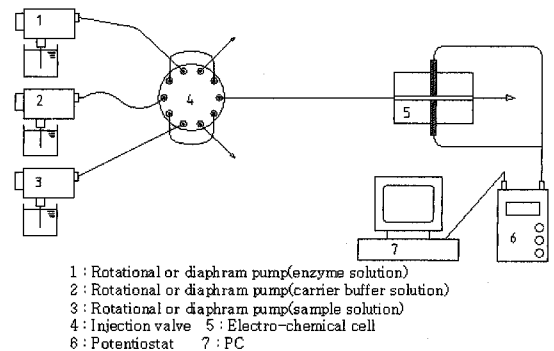 1
2
3
4
5
6
7
1 : Rotational or diaphram pump(enzyme solution)
2 : Rotational or diaphram pump(carrier buffer solution)
3 : Rotational or diaphram pump(sample solution)
4 : Injection valve 5 : Electro-chemical cell
6 : Potentiostat 7 : PC